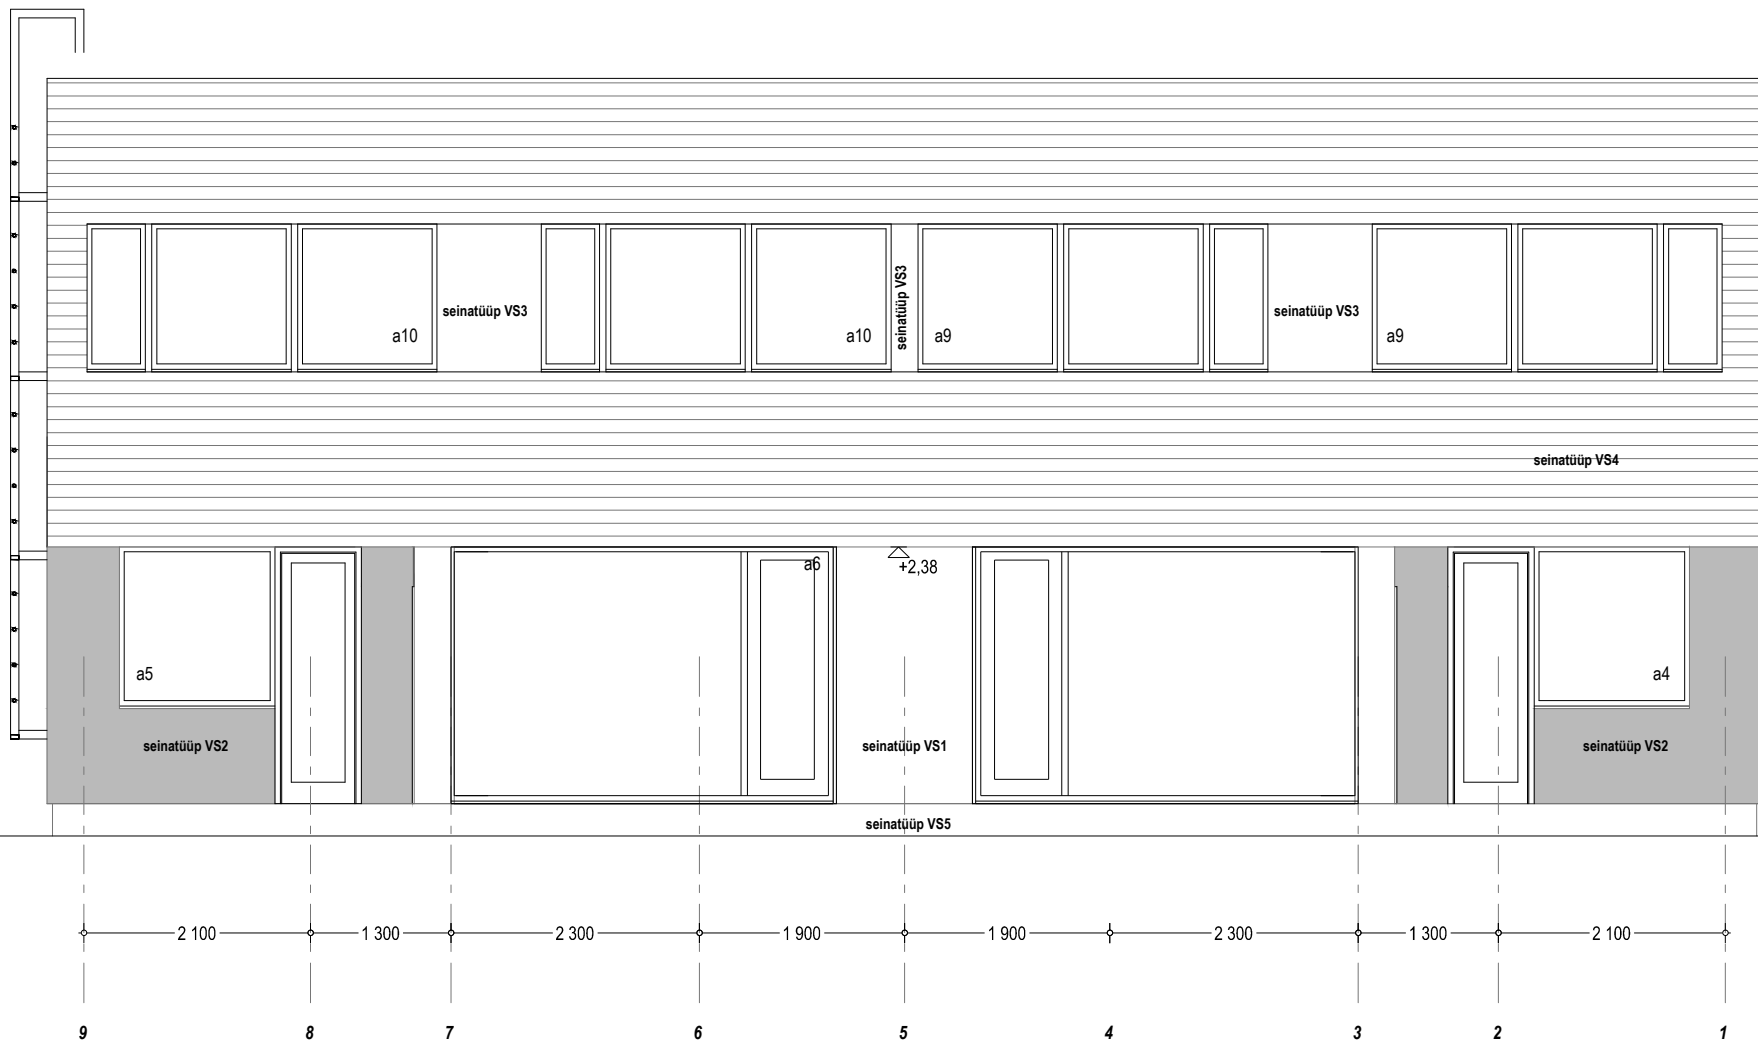 seinatüüp VS3
seinatüüp VS3
seinatüüp VS3
a10
a10
a9
a9
seinatüüp VS4
a6
+2,38
a5
a4
seinatüüp VS2
seinatüüp VS1
seinatüüp VS2
seinatüüp VS5
2 100
1 300
2 300
1 900
1 900
2 300
1 300
2 100
9
8
7
6
5
4
3
2
1